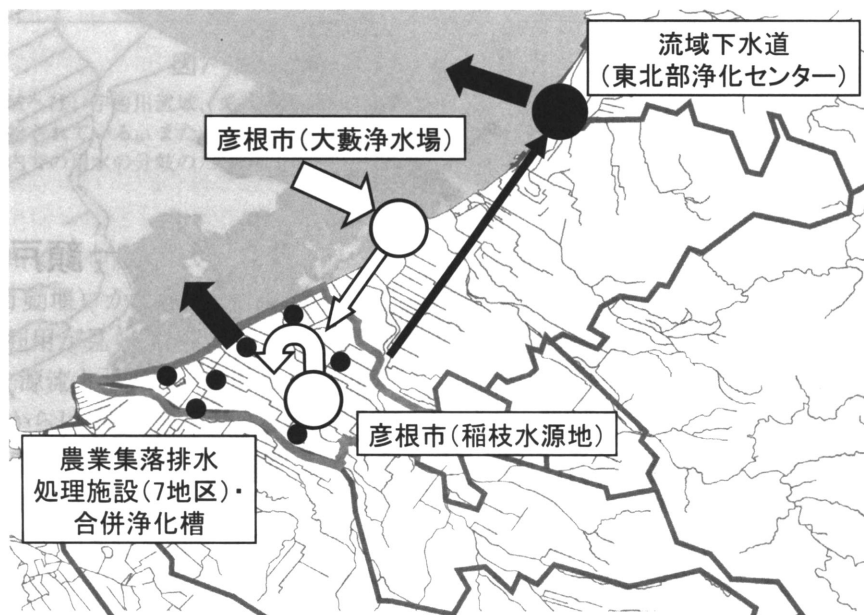 流域下水道
(東北部浄化センター)
彦根市(大藪浄水場)
彦根市(稲枝水源地)
農業集落排水
処理施設(7地区)・
合併浄化槽